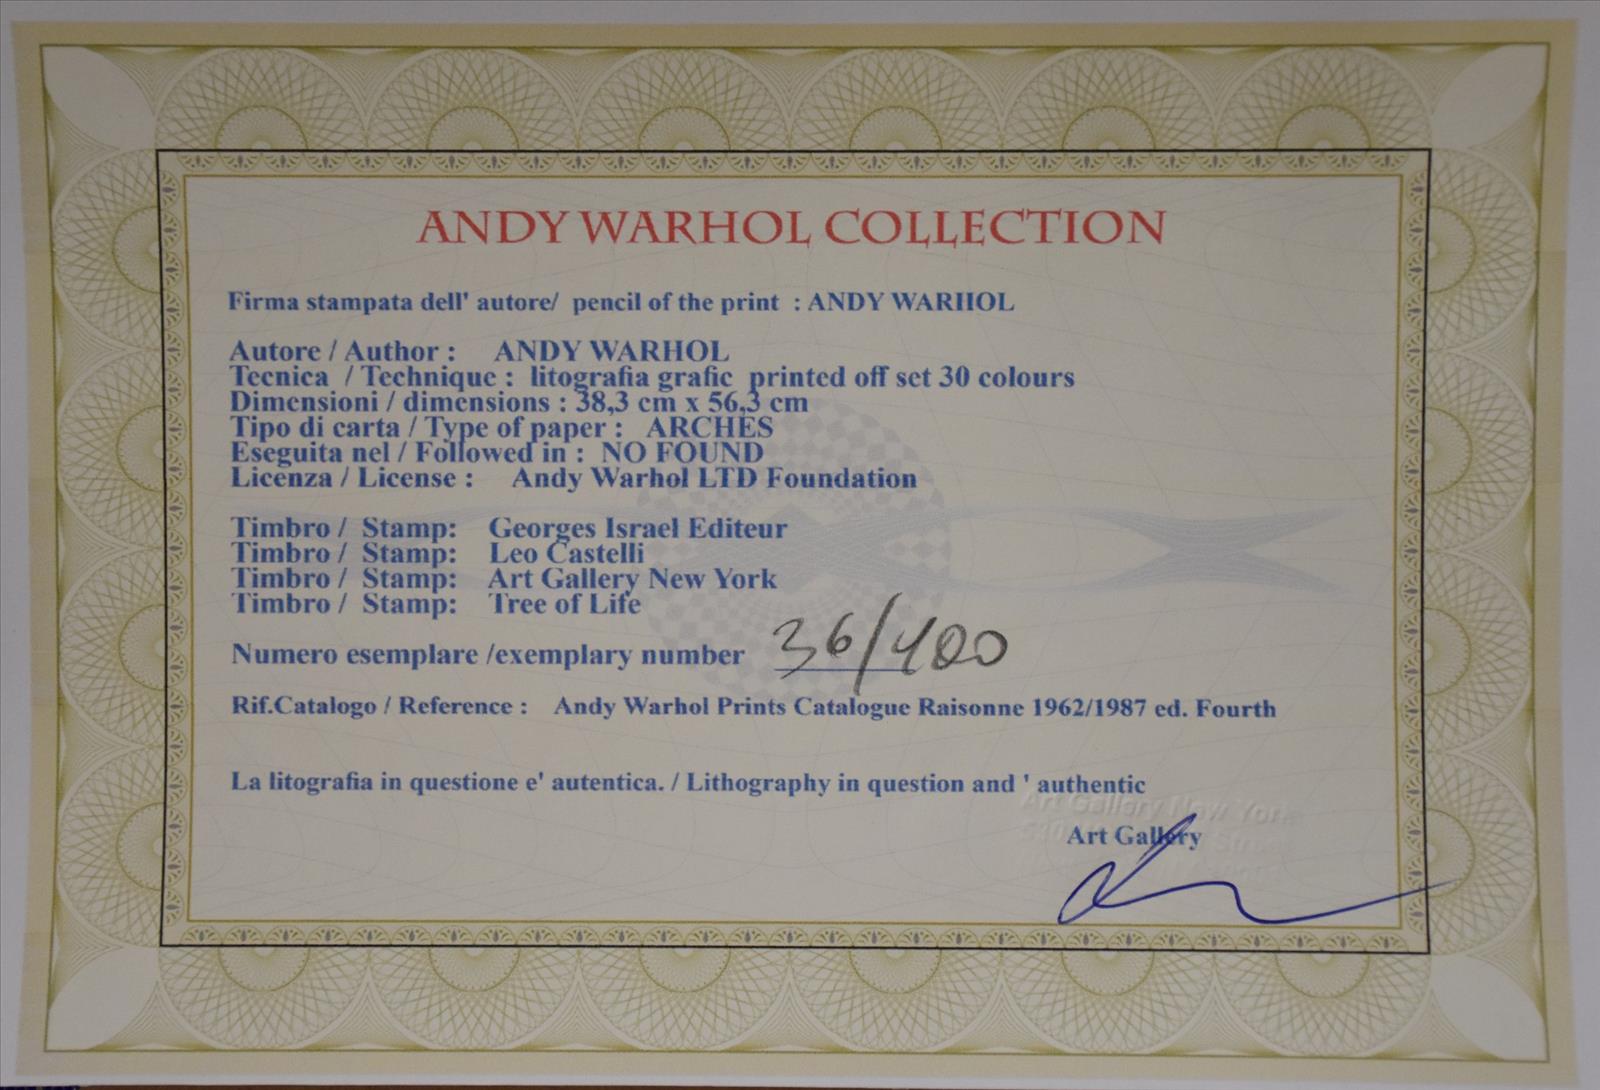 ANDY WARHOL COLLECTION
Firma stampata dell' autore/ pencil of the print : ANDY WARHOL
Autore / Author : ANDY WARHOL
Tecnica / Technique : litografia grafic printed off set 30 colours
Dimensioni / dimensions : 38,3 cm x 56,3 cm
Tipo di carta / Type of paper : ARCHES
Eseguita nel / Followed in : NO FOUND
Licenza / License : Andy Warhol LTD Foundation
Timbro / Stamp: Georges Israel Editeur
Timbro / Stamp: Leo Castelli
Timbro / Stamp: Art Gallery New York
Timbro / Stamp: Tree of Life
Numero esemplare /exemplary number 36/400
Rif.Catalogo / Reference : Andy Warhol Prints Catalogue Raisonne 1962/1987 ed. Fourth
La litografia in questione e' autentica. / Lithography in question and ' authentic
Art Gallery New York
Street
Art Gallery